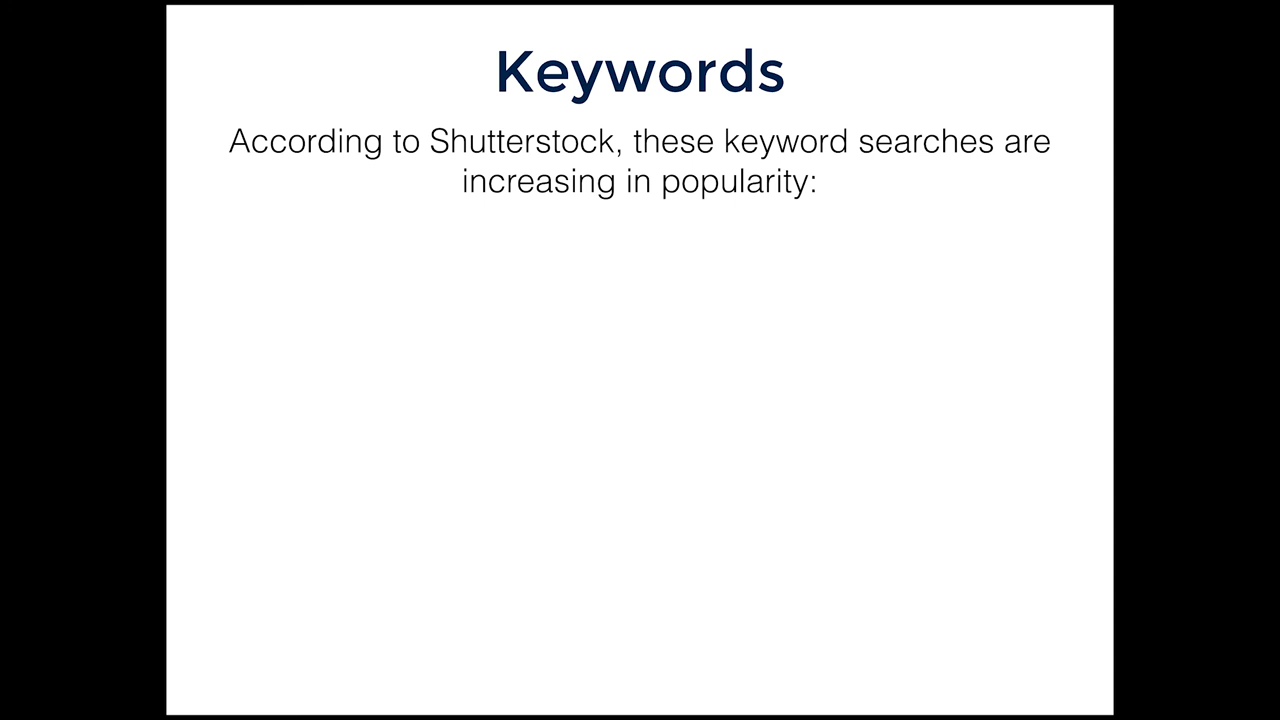 Keywords
According to Shutterstock, these keyword searches are
increasing in popularity: